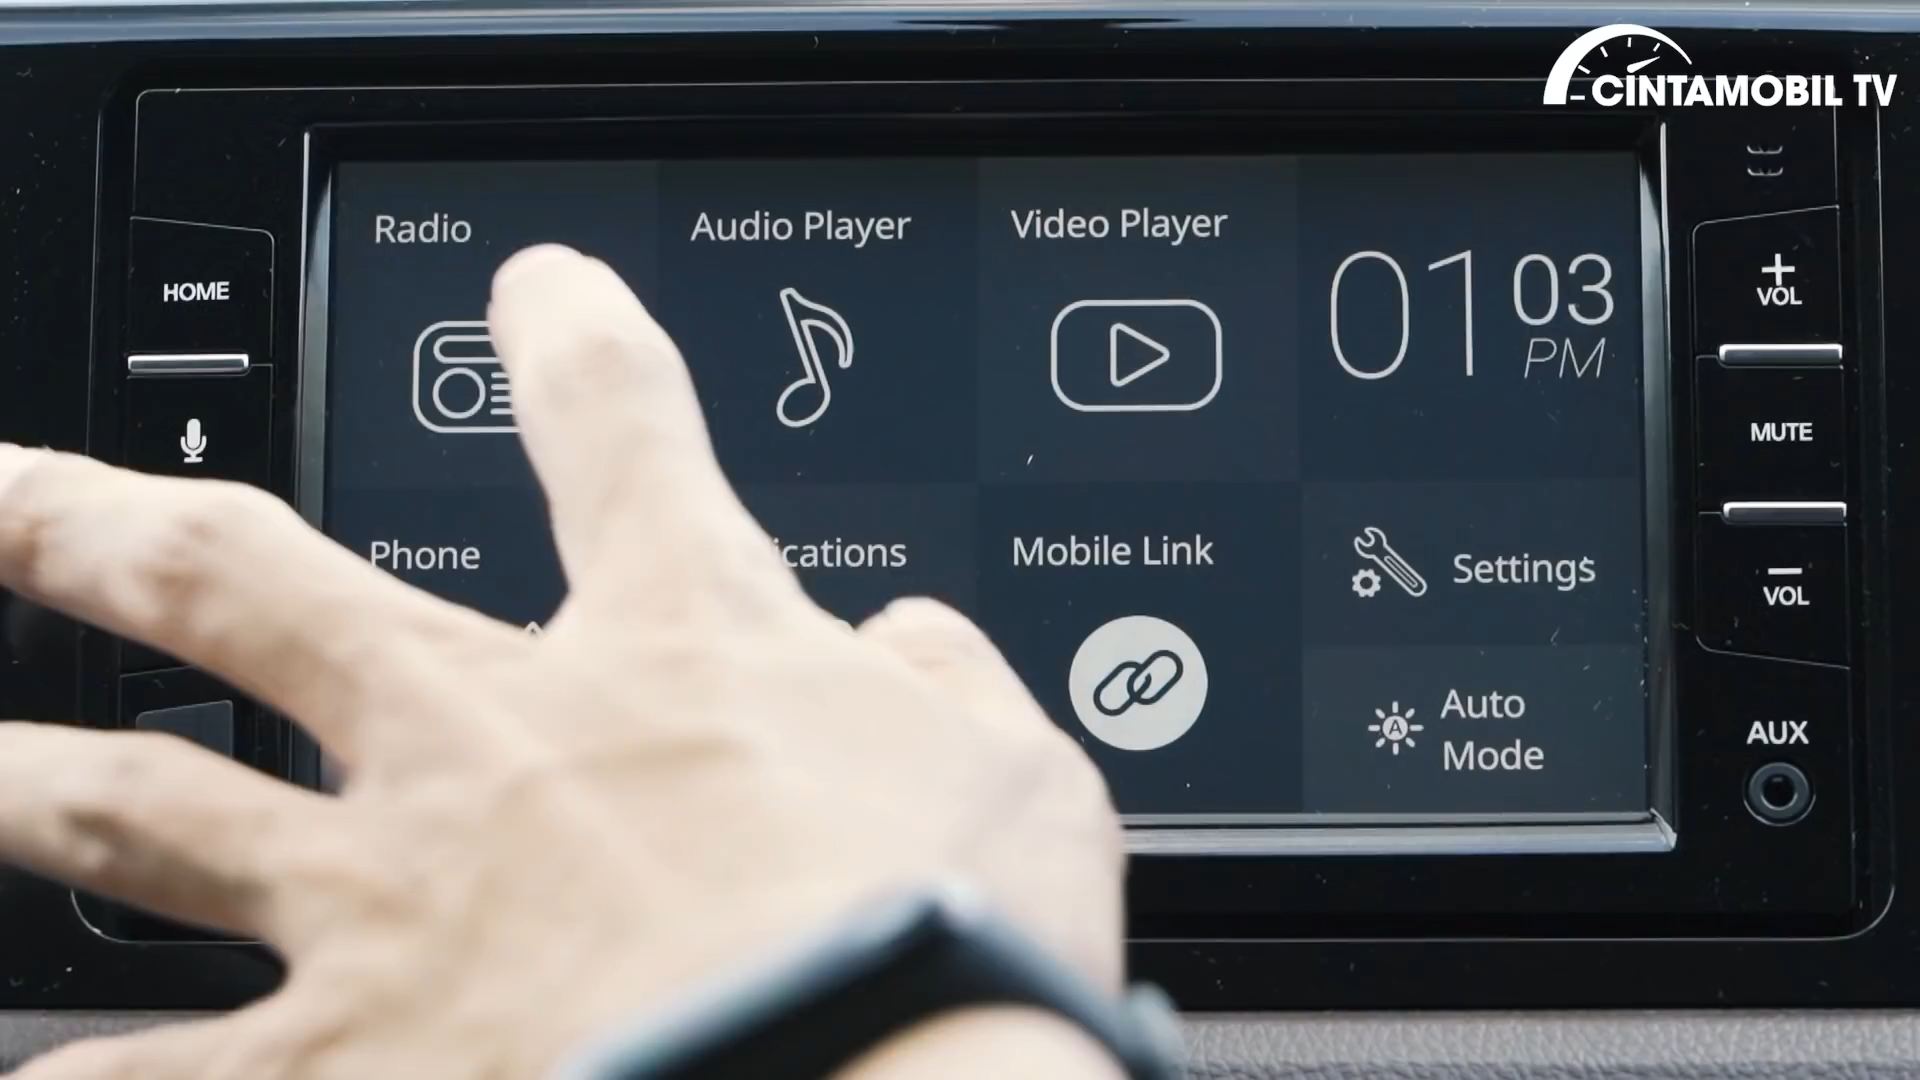 CINTAMOBIL TV
Radio
Audio Player
Video Player
01 03
PM
HOME
VOL
MUTE
Phone
ications
Mobile Link
Settings
VOL
Auto
Mode
A
AUX